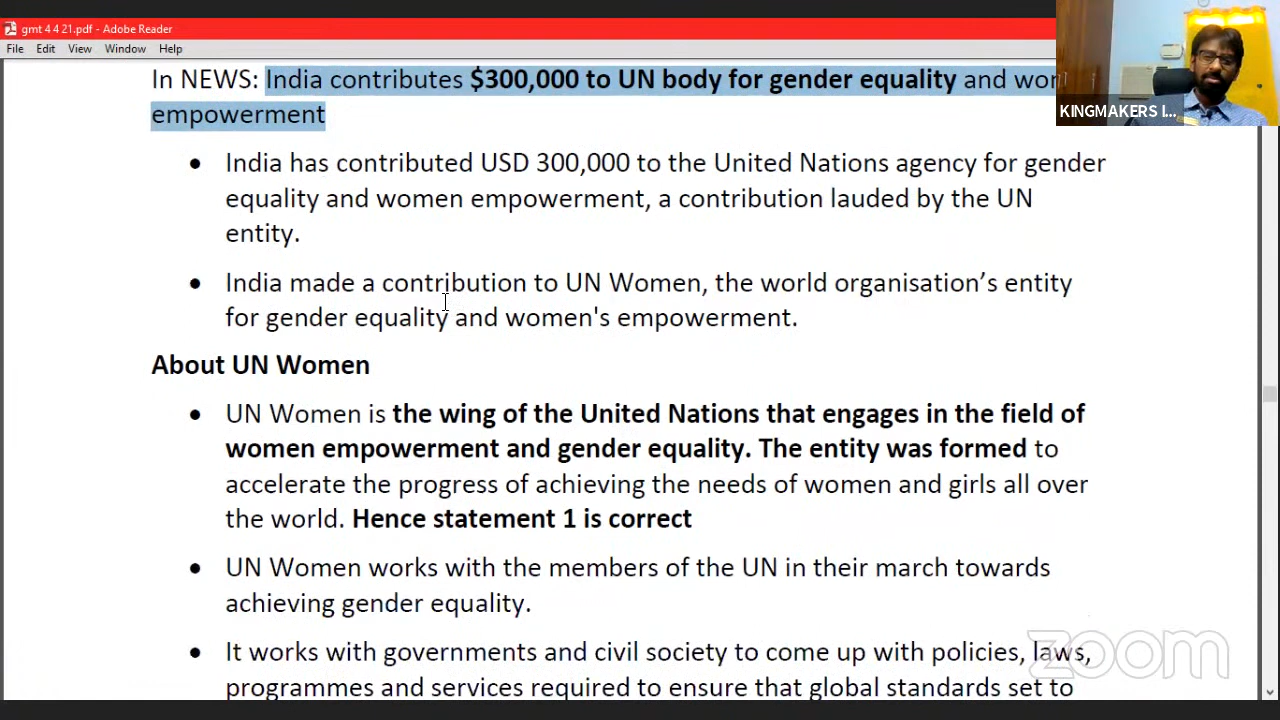 gmt 4 4 21.pdf - Adobe Reader
File Edit View Window Help
In NEWS: India contributes $300,000 to UN body for gender equality and
empowerment
KINGMAKERS I...
• India has contributed USD 300,000 to the United Nations agency for gender
equality and women empowerment, a contribution lauded by the UN
entity.
• India made a contribution to UN Women, the world organisation’s entity
for gender equality and women's empowerment.
About UN Women
• UN Women is the wing of the United Nations that engages in the field of
women empowerment and gender equality. The entity was formed to
accelerate the progress of achieving the needs of women and girls all over
the world. Hence statement 1 is correct
• UN Women works with the members of the UN in their march towards
achieving gender equality.
• It works with governments and civil society to come up with policies, laws,
programmes and services required to ensure that global standards set to
zoom